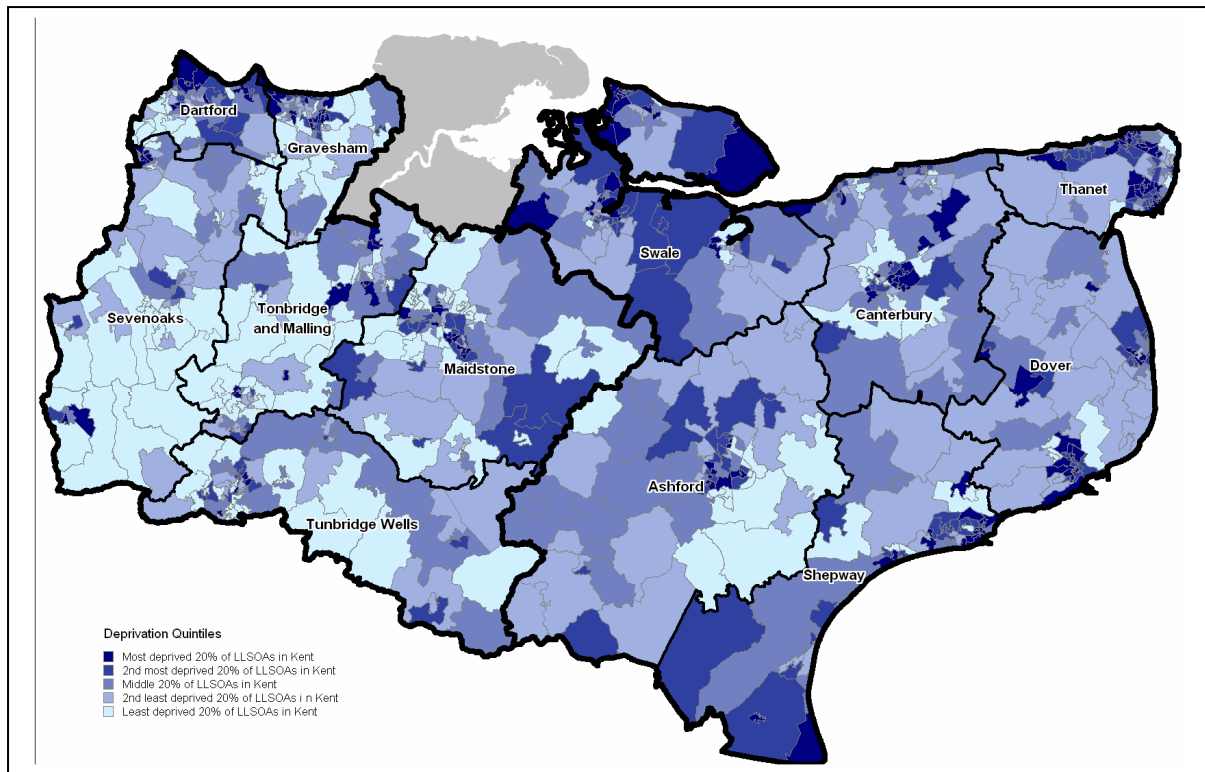 Dartford
Gravesham
Thanet
Swale
Sevenoaks
Tonbridge
and Malling
Canterbury
Maidstone
Dover
Ashford
Tunbridge Wells
Shepway
Deprivation Quintiles
Most deprived 20% of LLSOAs in Kent
2nd most deprived 20% of LLSOAs in Kent
Middle 20% of LLSOAs in Kent
2nd least deprived 20% of LLSOAs i n Kent
Least deprived 20% of LLSOAs in Kent